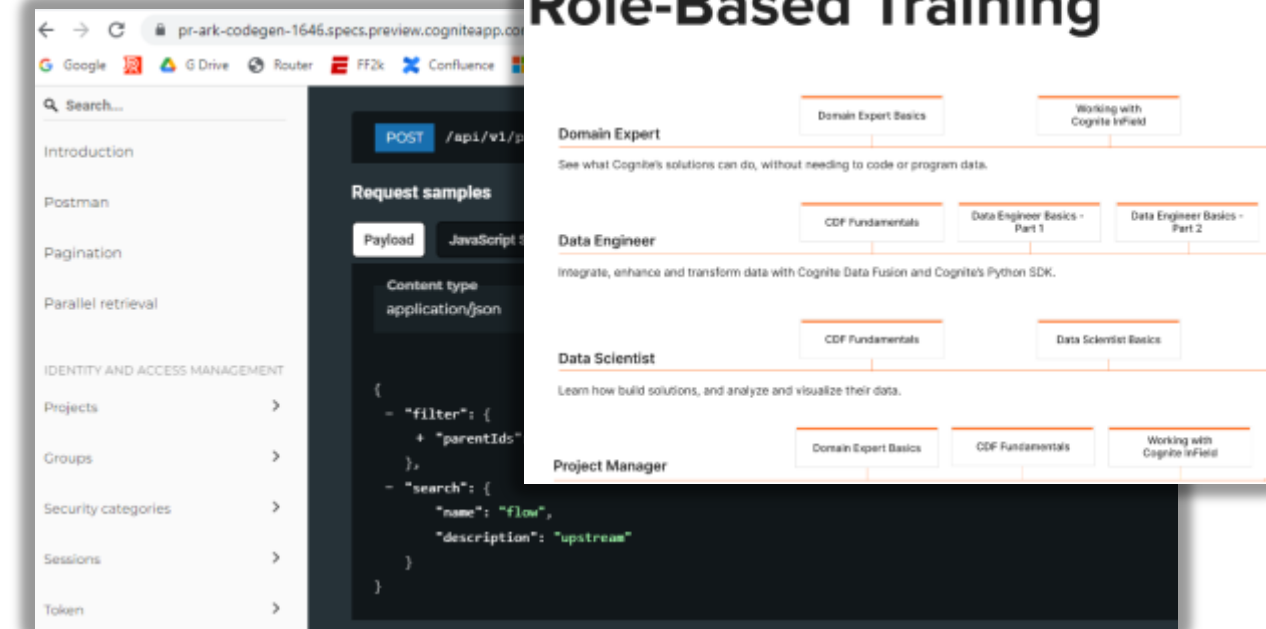 pr-ark-codegen-1646.specs.preview.cogniteapp.co
Google G Drive Router FF2k Confluence
Search...
Introduction
Postman
Pagination
Parallel retrieval
IDENTITY AND ACCESS MANAGEMENT
Projects
Groups
Security categories
Sessions
Token
POST /api/v1/p
Request samples
Payload JavaScript S
Content type
application/json
{
- "filter": {
+ "parentIds"
},
- "search": {
"name": "flow",
"description": "upstream"
}
}
Role-Based Training
Domain Expert Basics
Working with
Cognite InField
Domain Expert
See what Cognite's solutions can do, without needing to code or program data.
CDF Fundamentals
Data Engineer Basics -
Part 1
Data Engineer Basics -
Part 2
Data Engineer
Integrate, enhance and transform data with Cognite Data Fusion and Cognite's Python SDK.
CDF Fundamentals
Data Scientist Basics
Data Scientist
Learn how build solutions, and analyze and visualize their data.
Domain Expert Basics
CDF Fundamentals
Working with
Cognite InField
Project Manager